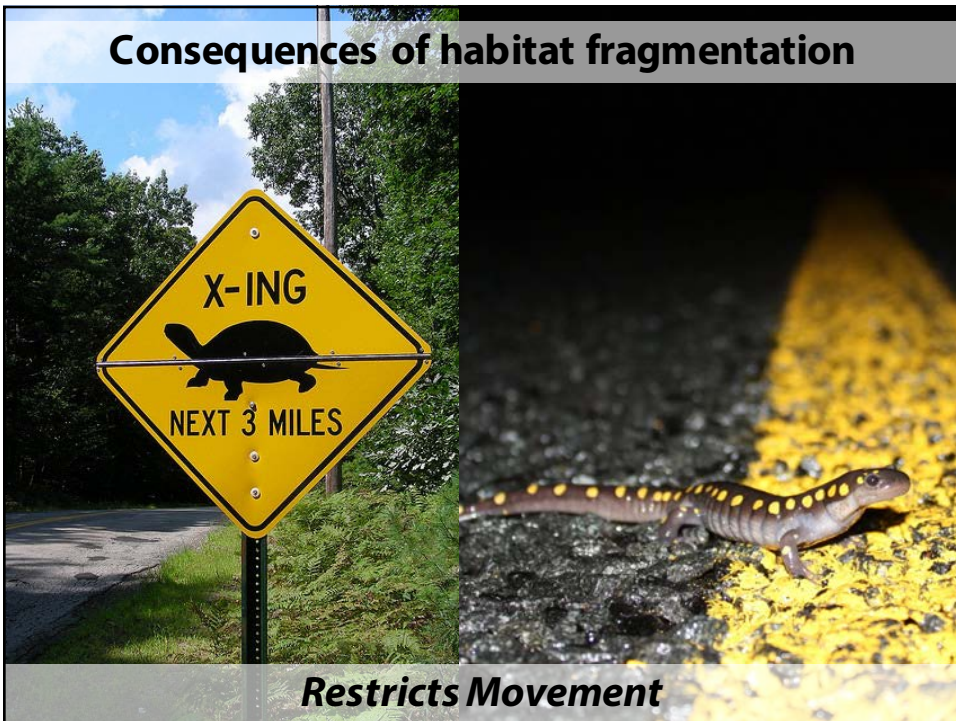 Consequences of habitat fragmentation
X-ING
NEXT 3 MILES
Restricts Movement